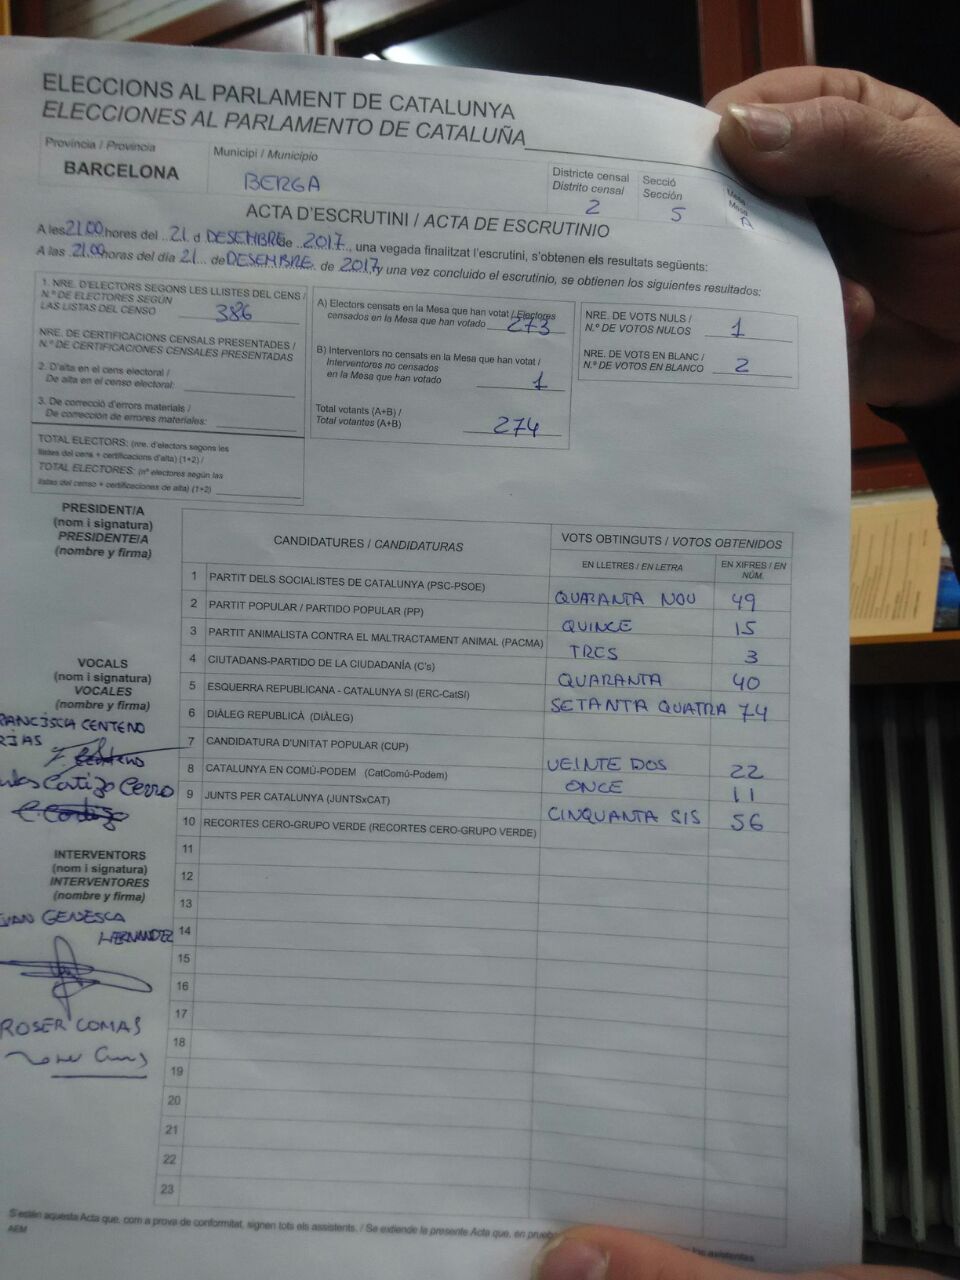 ELECCIONS AL PARLAMENT DE CATALUNYA
ELECCIONES AL PARLAMENTO DE CATALUÑA
Província / Provincia
BARCELONA
Municipi / Municipio
BERGA
Districte censal
Distrito censal
2
Secció
Sección
5
Mesa
Mesa
A
ACTA D'ESCRUTINI / ACTA DE ESCRUTINIO
A les 21.00 hores del 21 d DESEMBRE de 2017, una vegada finalitzat l'escrutini, s'obtenen els resultats següents:
A las 21.00 horas del día 21 de DESEMBRE de 2017 y una vez concluido el escrutinio, se obtienen los siguientes resultados:
1. NRE. D'ELECTORS SEGONS LES LLISTES DEL CENS /
N.º DE ELECTORES SEGÚN
LAS LISTAS DEL CENSO 386
NRE. DE CERTIFICACIONS CENSALS PRESENTADES /
N.º DE CERTIFICACIONES CENSALES PRESENTADAS
2. D'alta en el cens electoral /
De alta en el censo electoral:
3. De correcció d'errors materials /
De corrección de errores materiales:
TOTAL ELECTORS: (nre. d'electors segons les
llistes del cens + certificacions d'alta) (1+2) /
TOTAL ELECTORES: (nº electores según las
listas del censo + certificaciones de alta) (1+2)
A) Electors censats en la Mesa que han votat / Electores
censados en la Mesa que han votado 273
B) Interventors no censats en la Mesa que han votat /
Interventores no censados
en la Mesa que han votado 1
Total votants (A+B) /
Total votantes (A+B) 274
NRE. DE VOTS NULS /
N.º DE VOTOS NULOS 1
NRE. DE VOTS EN BLANC /
N.º DE VOTOS EN BLANCO 2
PRESIDENT/A
(nom i signatura)
PRESIDENTE/A
(nombre y firma)
CANDIDATURES / CANDIDATURAS
VOTS OBTINGUTS / VOTOS OBTENIDOS
EN LLETRES / EN LETRA
EN XIFRES / EN
NÚM.
1 PARTIT DELS SOCIALISTES DE CATALUNYA (PSC-PSOE) QUARANTA NOU 49
2 PARTIT POPULAR / PARTIDO POPULAR (PP) QUINCE 15
3 PARTIT ANIMALISTA CONTRA EL MALTRACTAMENT ANIMAL (PACMA) TRES 3
4 CIUTADANS-PARTIDO DE LA CIUDADANÍA (C's) QUARANTA 40
5 ESQUERRA REPUBLICANA - CATALUNYA SI (ERC-CatSI) SETANTA QUATRA 74
6 DIÀLEG REPUBLICÀ (DIÀLEG)
7 CANDIDATURA D'UNITAT POPULAR (CUP) VEINTE DOS 22
8 CATALUNYA EN COMÚ-PODEM (CatComú-Podem) ONCE 11
9 JUNTS PER CATALUNYA (JUNTSxCAT) CINQUANTA SIS 56
10 RECORTES CERO-GRUPO VERDE (RECORTES CERO-GRUPO VERDE)
11
12
13
14
15
16
17
18
19
20
21
22
23
VOCALS
(nom i signatura)
VOCALES
(nombre y firma)
RANCISCA CENTENO
RIAS
Cortizo Cerro
INTERVENTORS
(nom i signatura)
INTERVENTORES
(nombre y firma)
IVAN GENESCA
HERNANDEZ
ROSER COMAS
S'estén aquesta Acta que, com a prova de conformitat, signen tots els assistents. / Se extiende la presente Acta que, en prueba los asistentes
AEM